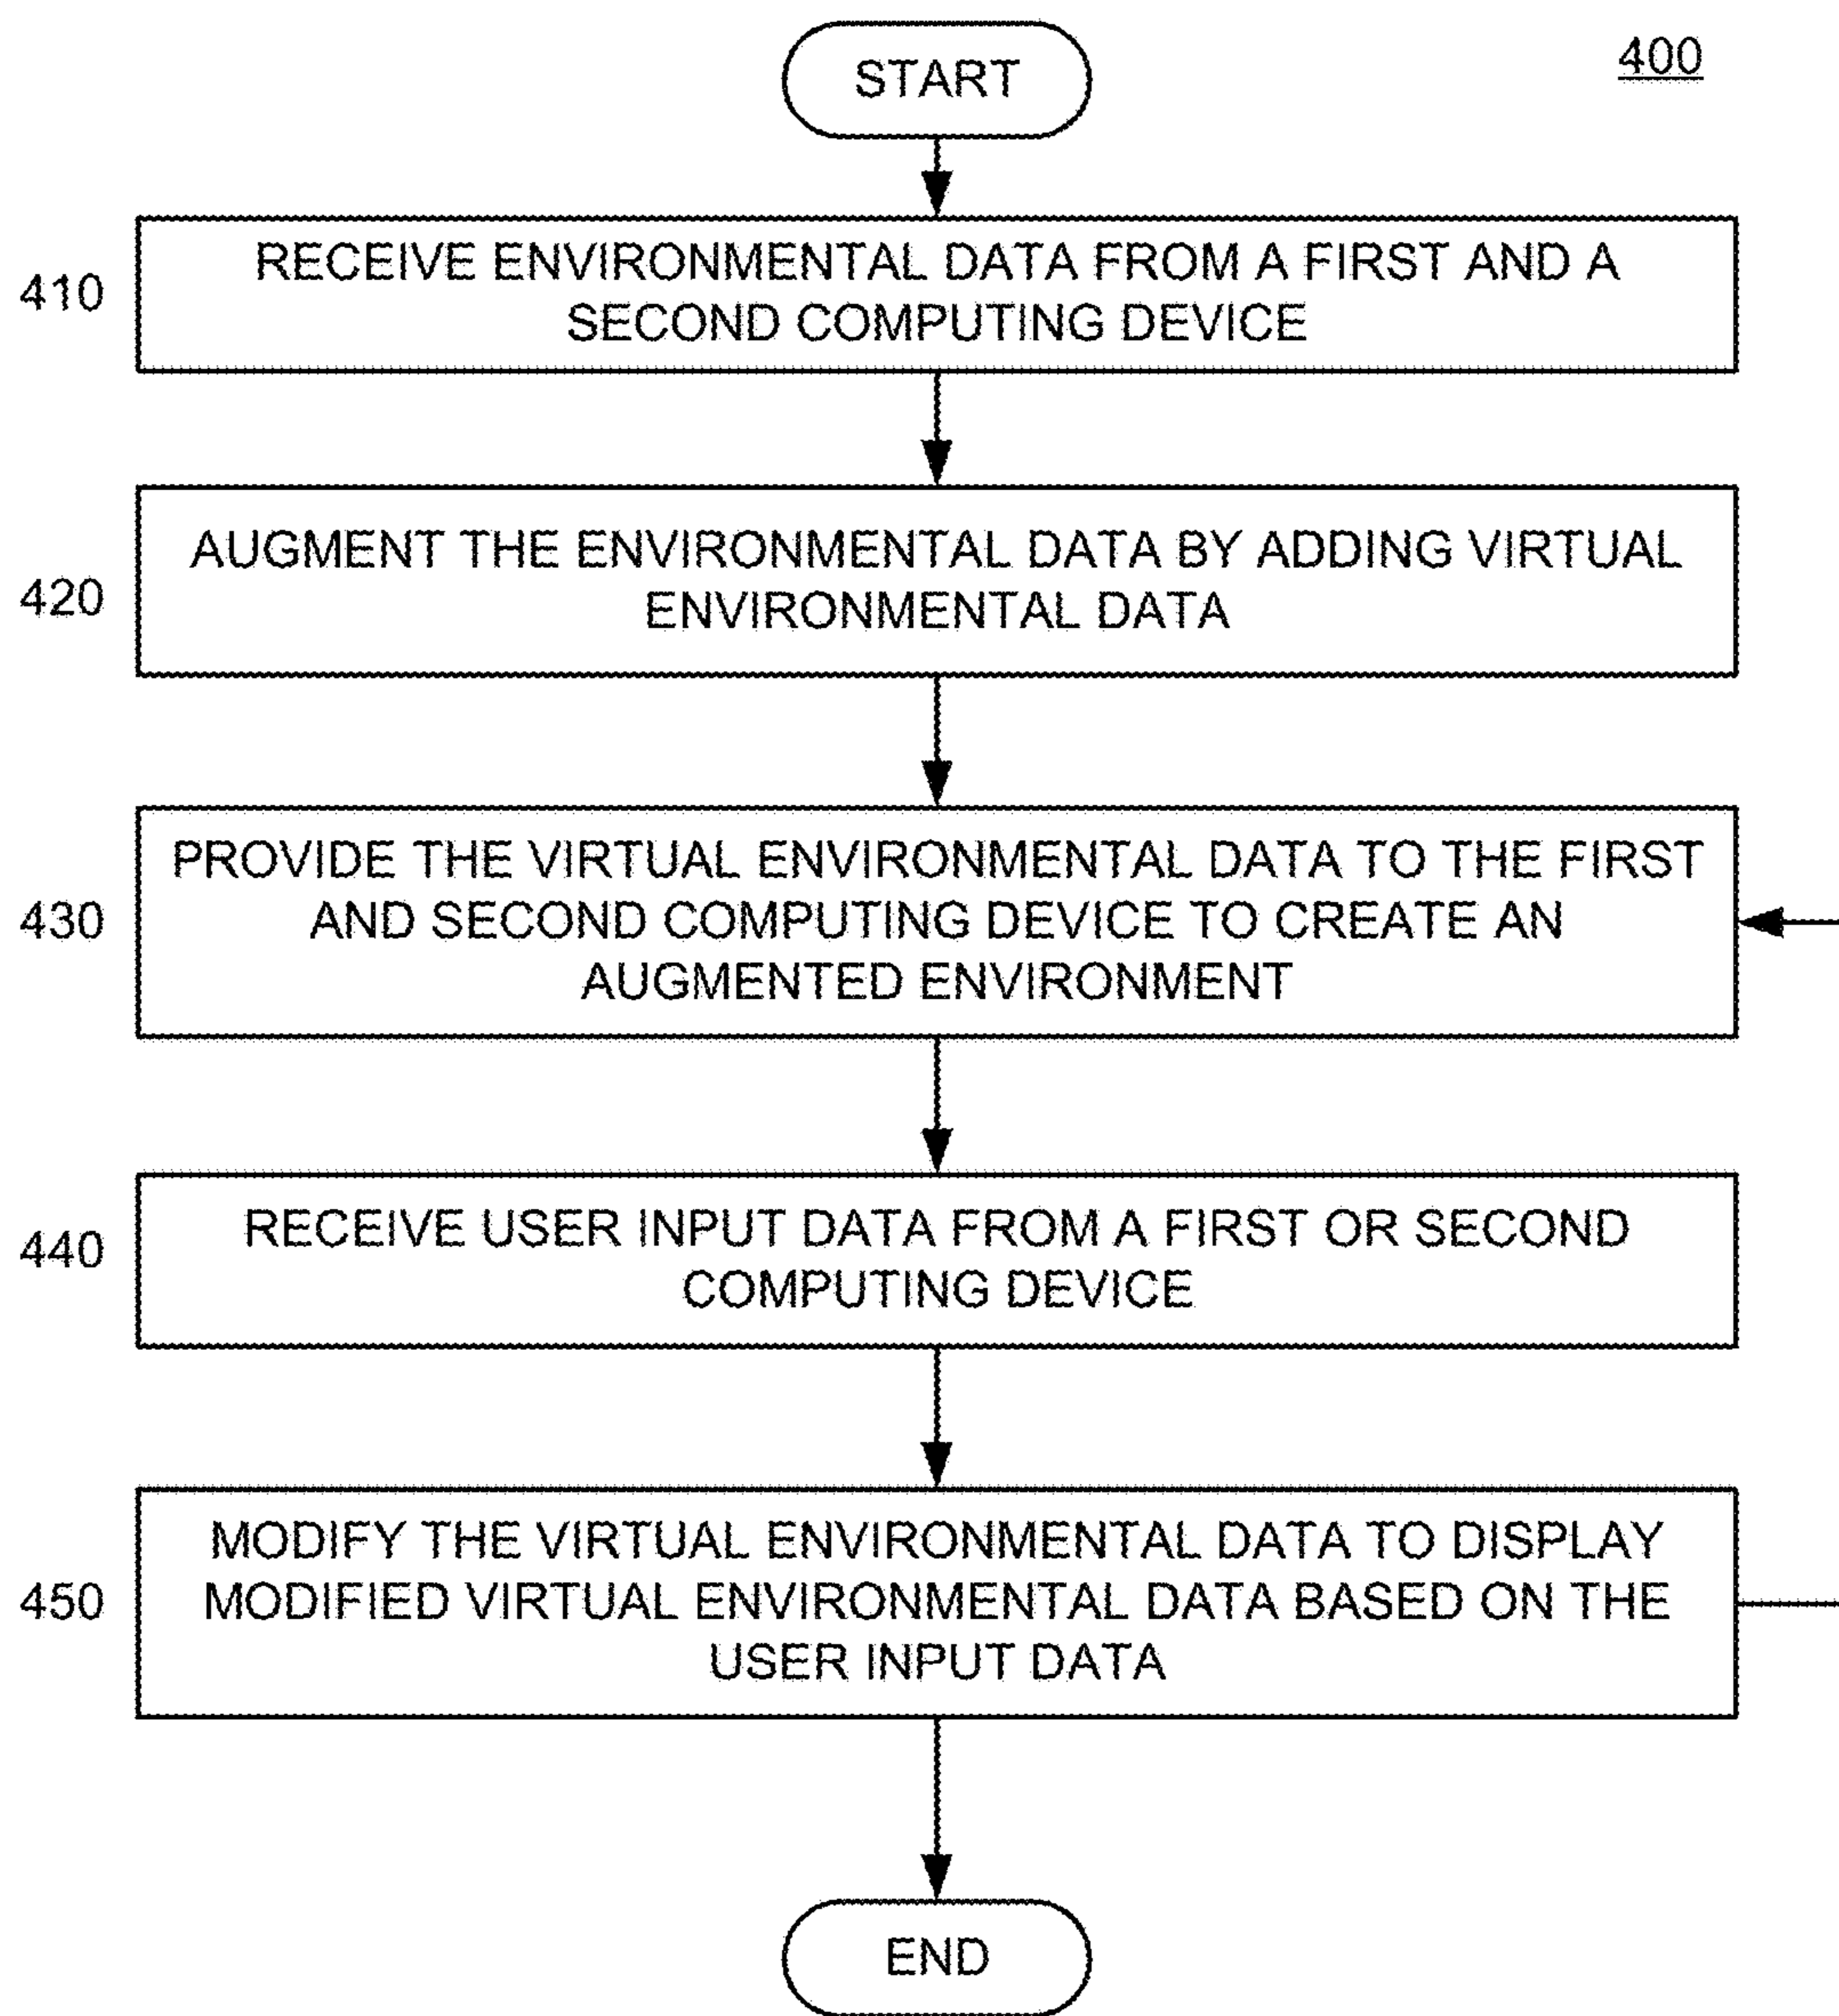 400
START
410
RECEIVE ENVIRONMENTAL DATA FROM A FIRST AND A
SECOND COMPUTING DEVICE
420
AUGMENT THE ENVIRONMENTAL DATA BY ADDING VIRTUAL
ENVIRONMENTAL DATA
430
PROVIDE THE VIRTUAL ENVIRONMENTAL DATA TO THE FIRST
AND SECOND COMPUTING DEVICE TO CREATE AN
AUGMENTED ENVIRONMENT
440
RECEIVE USER INPUT DATA FROM A FIRST OR SECOND
COMPUTING DEVICE
450
MODIFY THE VIRTUAL ENVIRONMENTAL DATA TO DISPLAY
MODIFIED VIRTUAL ENVIRONMENTAL DATA BASED ON THE
USER INPUT DATA
END